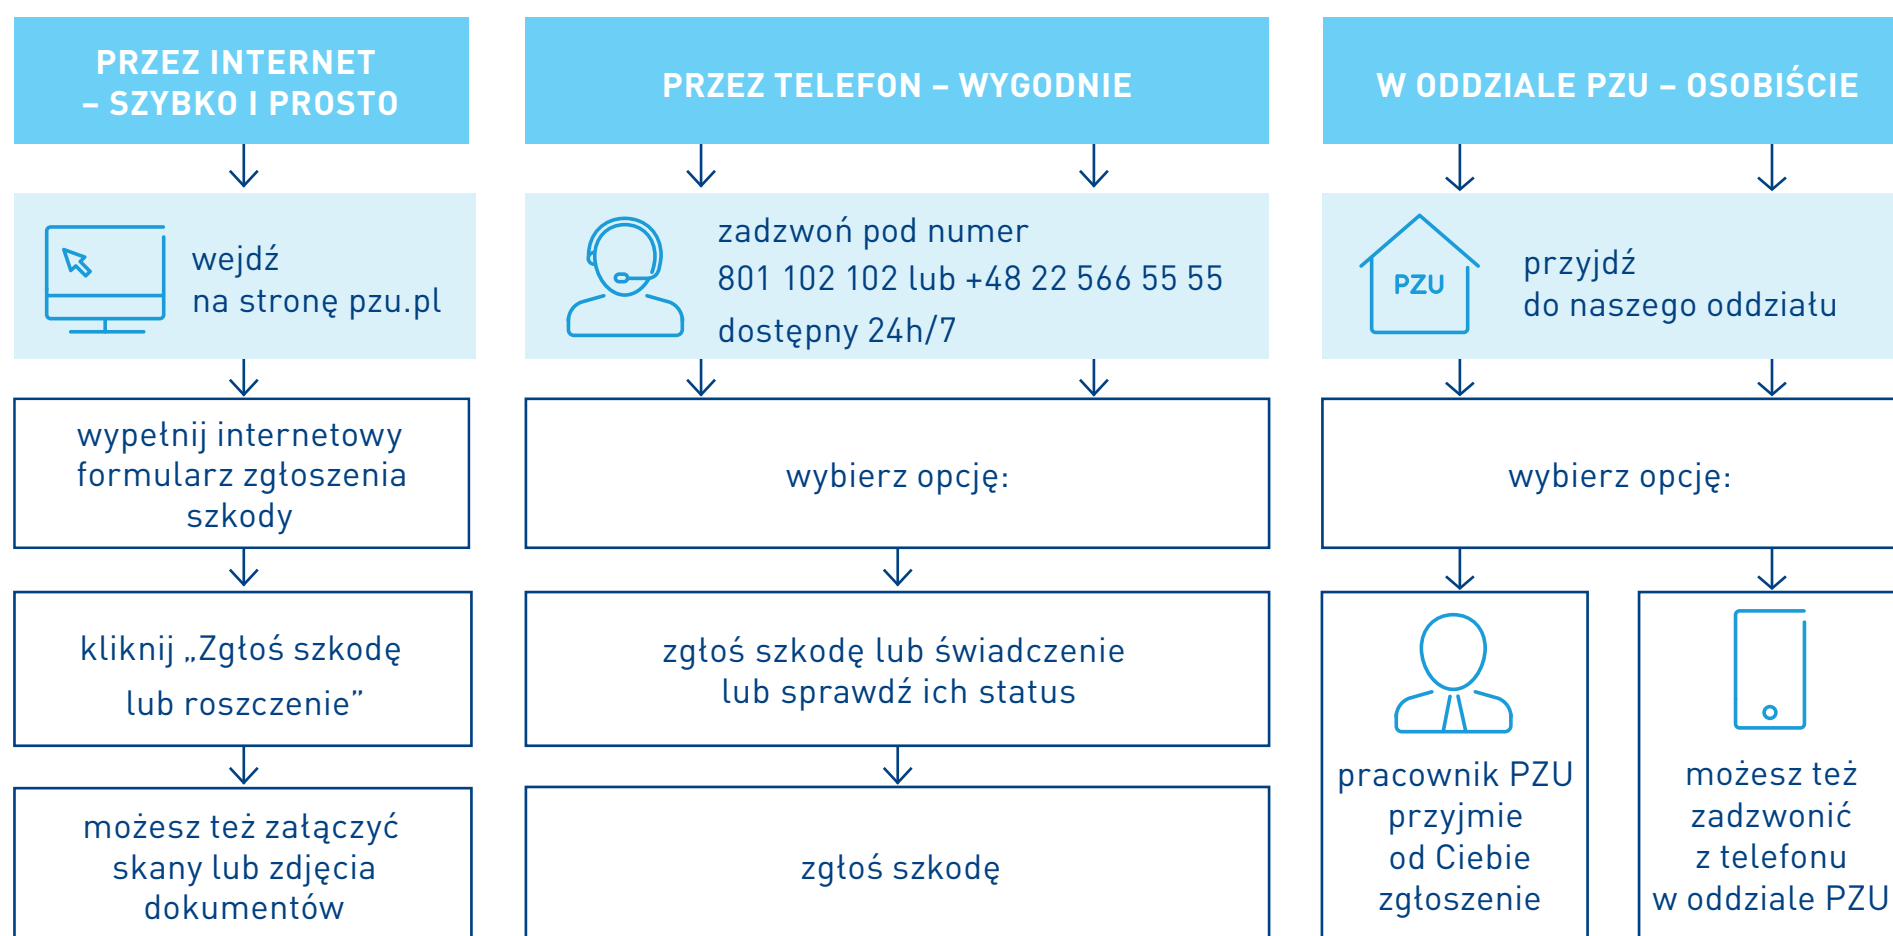 PRZEZ INTERNET
– SZYBKO I PROSTO
wejdź
na stronę pzu.pl
wypełnij internetowy
formularz zgłoszenia
szkody
kliknij „Zgłoś szkodę
lub roszczenie”
możesz też załączyć
skany lub zdjęcia
dokumentów
PRZEZ TELEFON – WYGODNIE
zadzwoń pod numer
801 102 102 lub +48 22 566 55 55
dostępny 24h/7
wybierz opcję:
zgłoś szkodę lub świadczenie
lub sprawdź ich status
zgłoś szkodę
W ODDZIALE PZU – OSOBIŚCIE
PZU
przyjdź
do naszego oddziału
wybierz opcję:
pracownik PZU
przyjmie
od Ciebie
zgłoszenie
możesz też
zadzwonić
z telefonu
w oddziale PZU